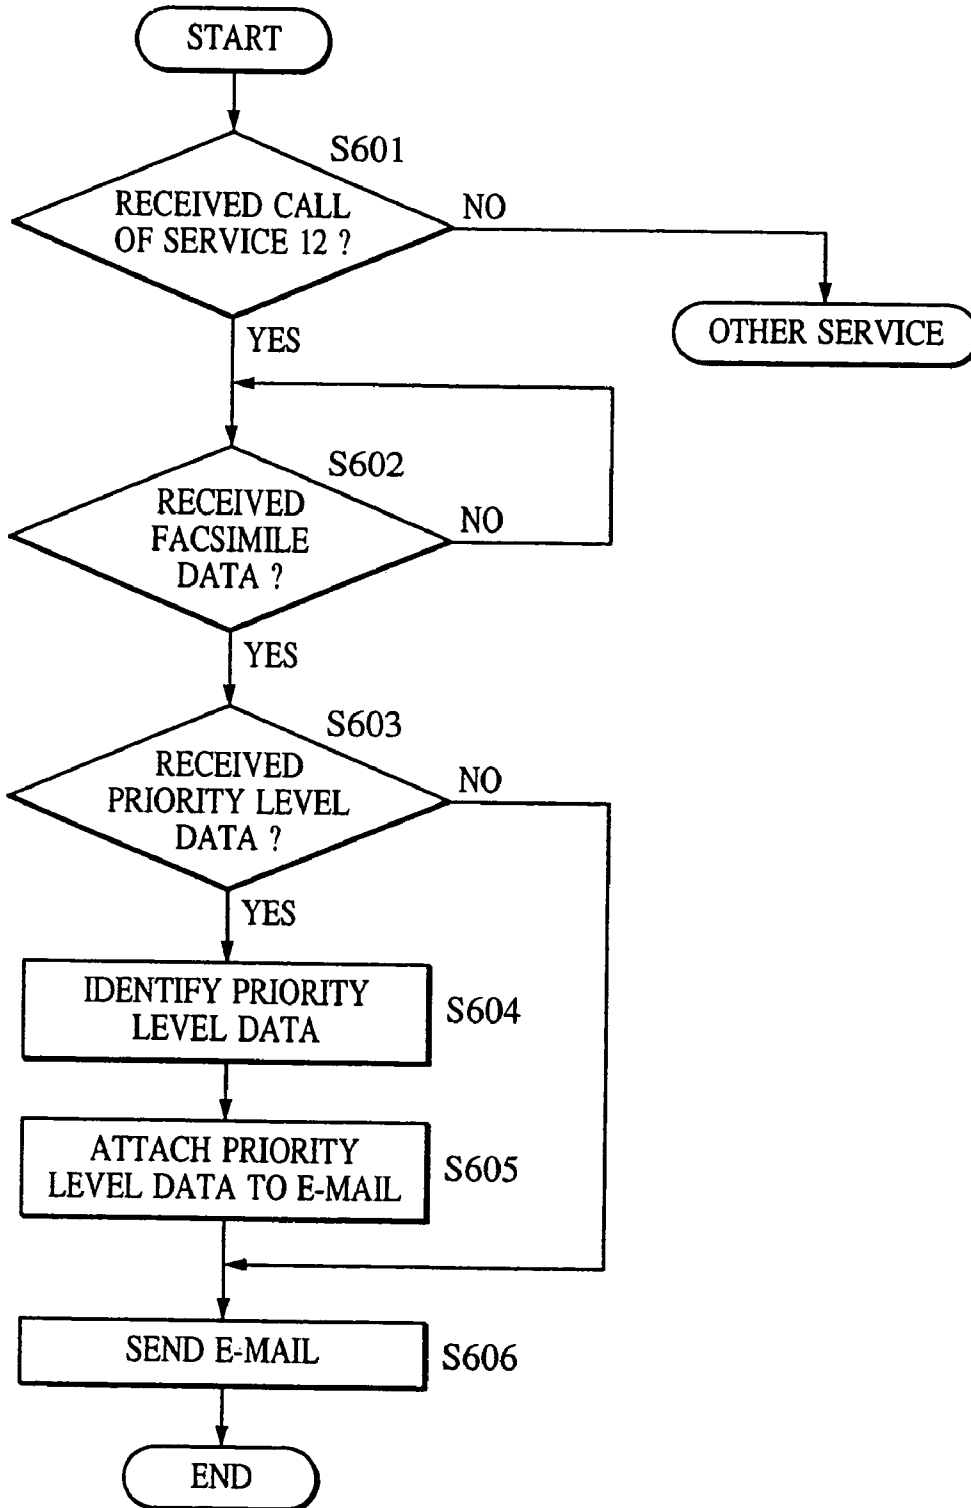 START
S601
RECEIVED CALL
OF SERVICE 12 ?
NO
OTHER SERVICE
YES
S602
RECEIVED
FACSIMILE
DATA ?
NO
YES
S603
RECEIVED
PRIORITY LEVEL
DATA ?
NO
YES
IDENTIFY PRIORITY
LEVEL DATA
S604
ATTACH PRIORITY
LEVEL DATA TO E-MAIL
S605
SEND E-MAIL
S606
END